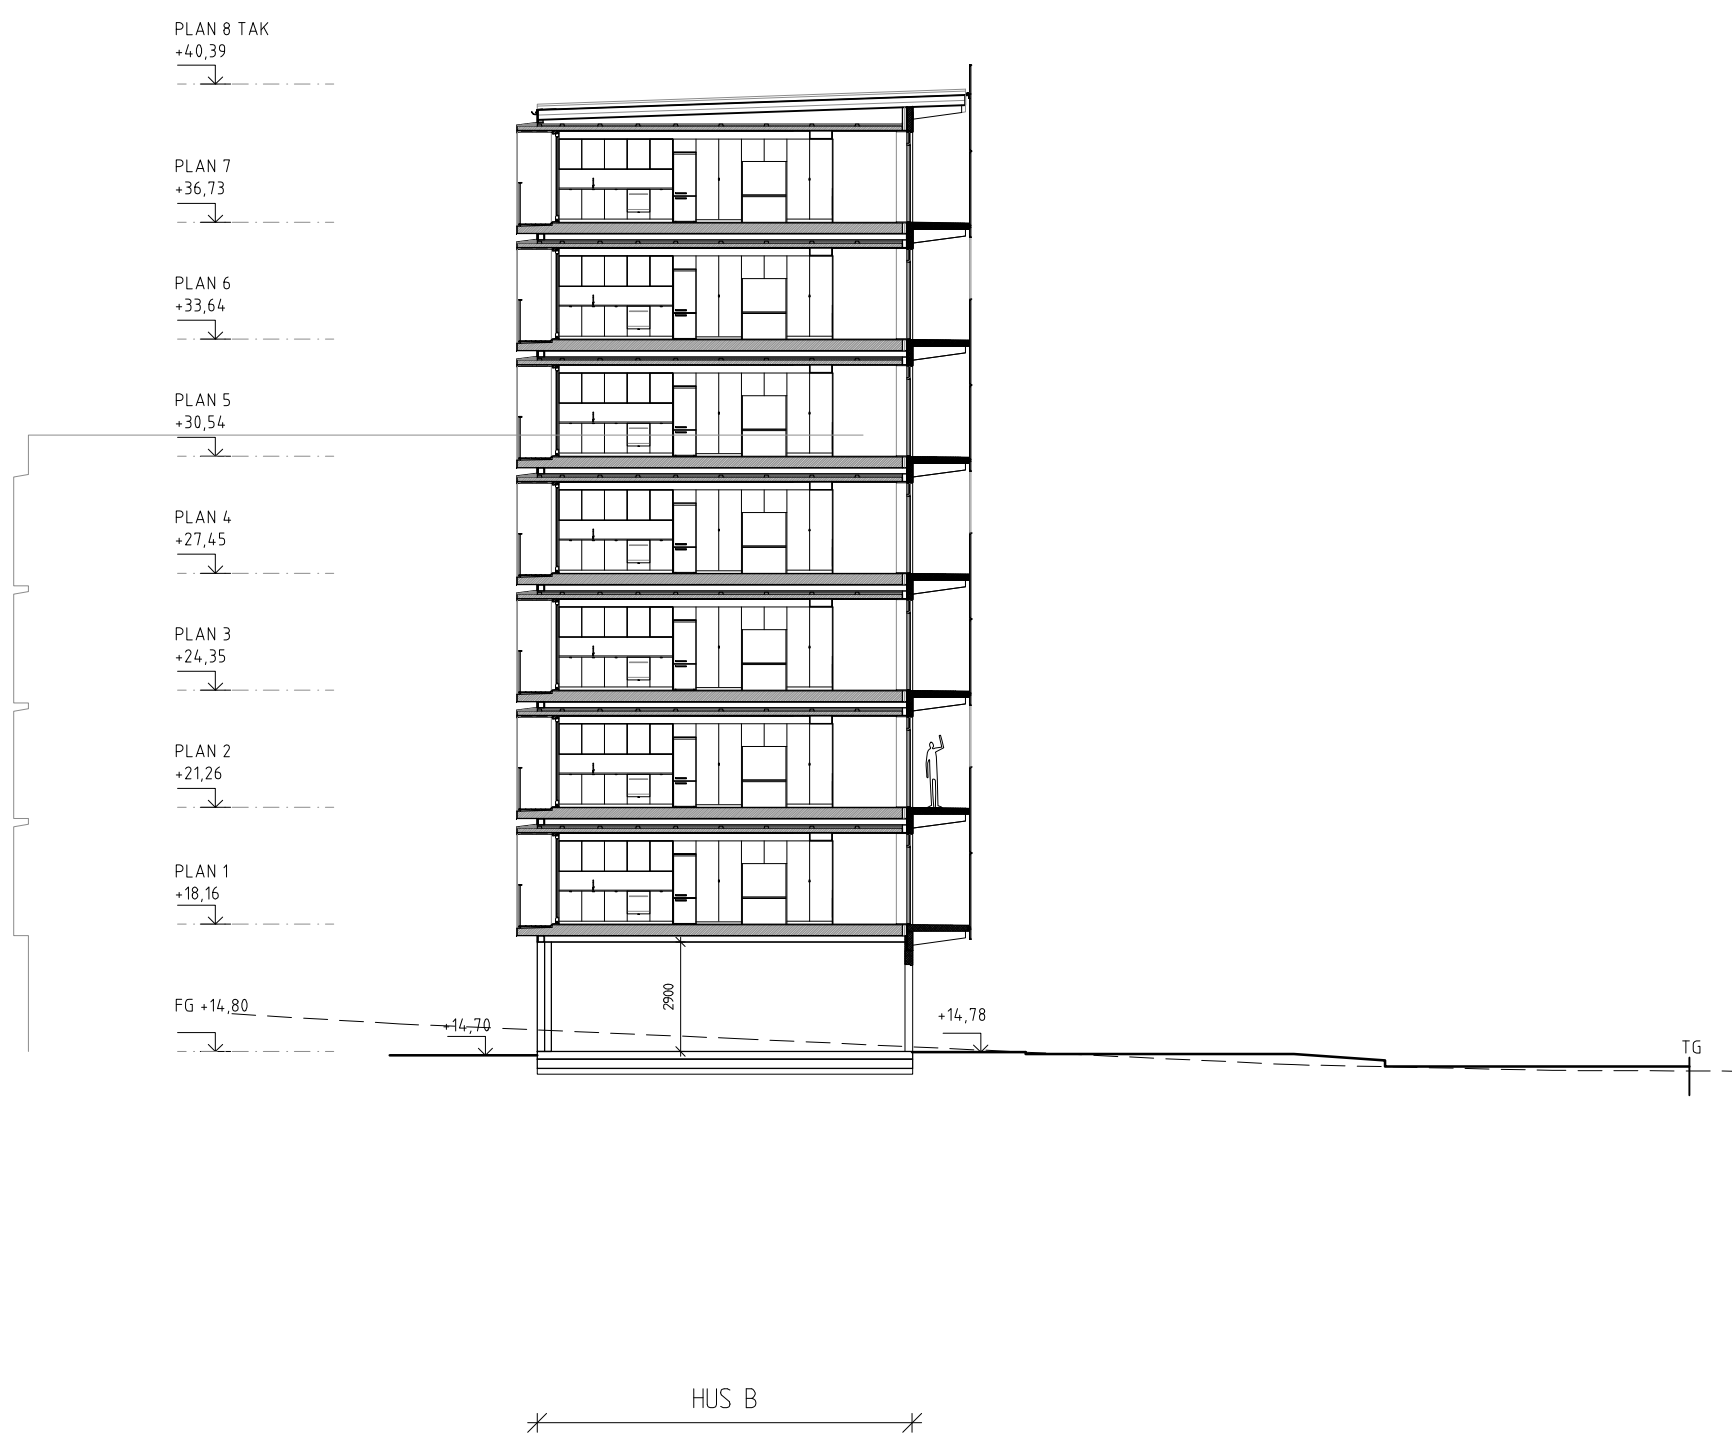 PLAN 8 TAK
+40,39
PLAN 7
+36,73
PLAN 6
+33,64
PLAN 5
+30,54
PLAN 4
+27,45
PLAN 3
+24,35
PLAN 2
+21,26
PLAN 1
+18,16
2900
FG +14,80
+14,70
+14,78
TG
HUS B